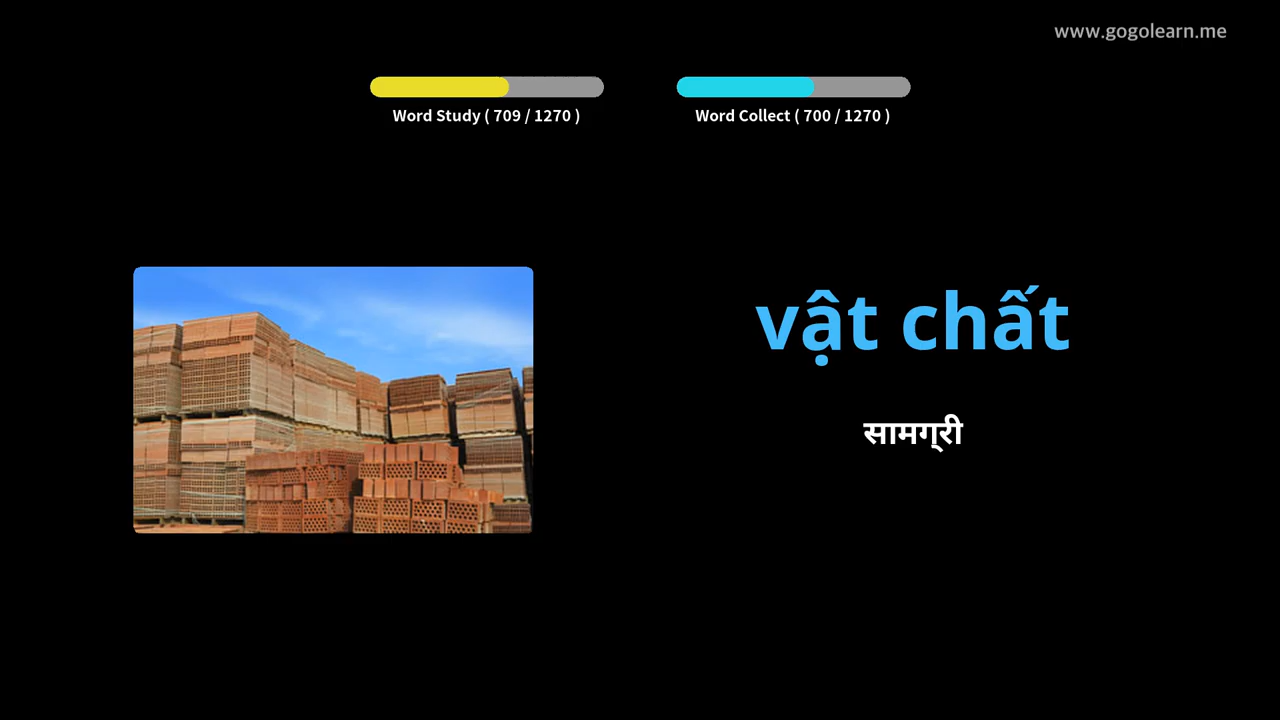 www.gogolearn.me
Word Study ( 709 / 1270 )
Word Collect ( 700 / 1270 )
vật chất
सामग्री